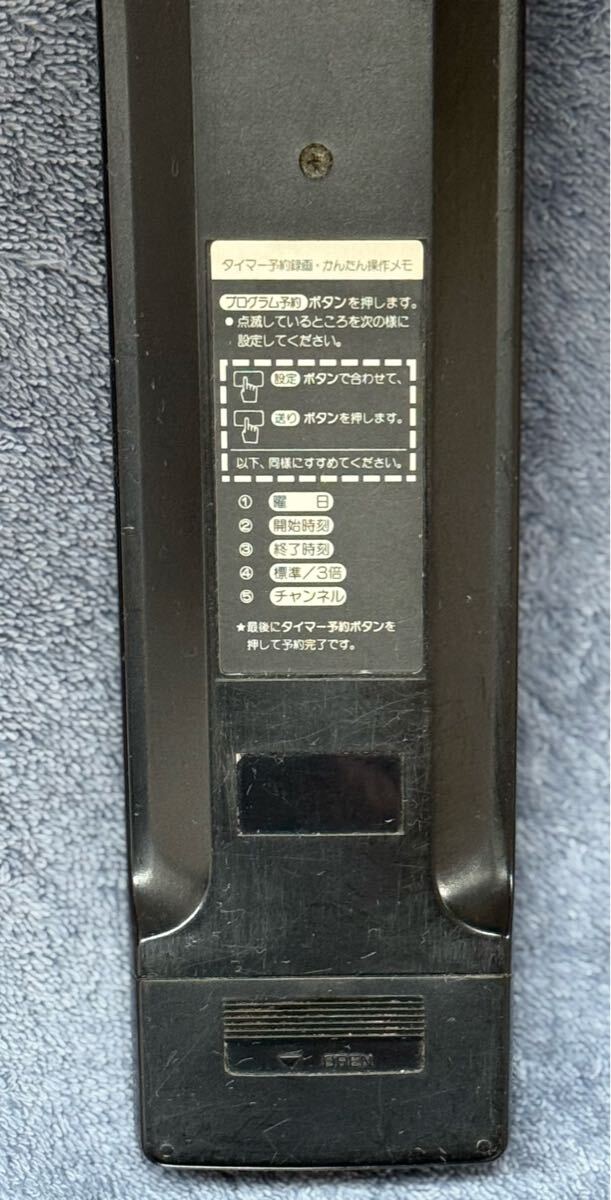 タイマー予約録画・かんたん操作メモ
プログラム予約 ボタンを押します。
● 点滅しているところを次の様に
設定してください。
設定 ボタンで合わせて、
送り ボタンを押します。
以下、同様にすすめてください。
① 曜 日
② 開始時刻
③ 終了時刻
④ 標準/3倍
⑤ チャンネル
★最後にタイマー予約ボタンを
押して予約完了です。
OPEN